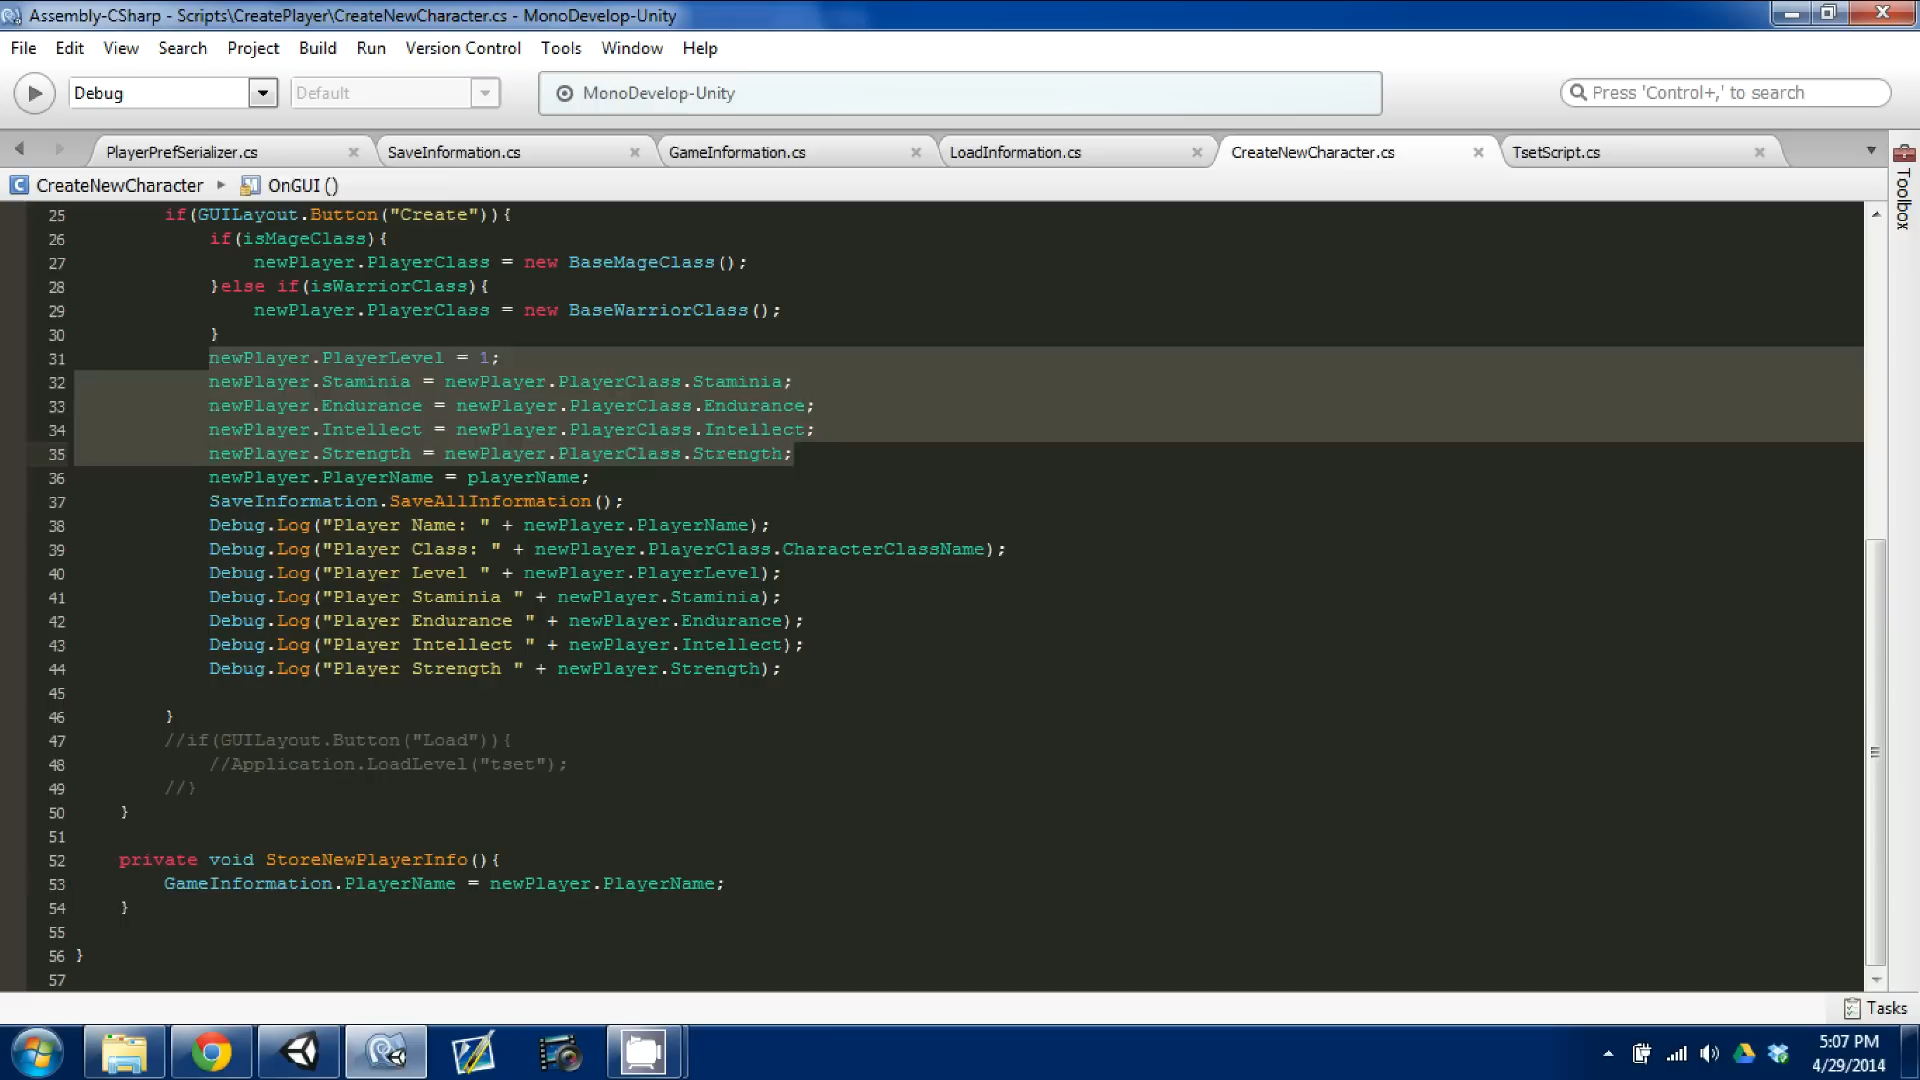 Assembly-CSharp - Scripts\CreatePlayer\CreateNewCharacter.cs - MonoDevelop-Unity
File Edit View Search Project Build Run Version Control Tools Window Help
Debug Default MonoDevelop-Unity Press 'Control+,' to search
PlayerPrefSerializer.cs SaveInformation.cs GameInformation.cs LoadInformation.cs CreateNewCharacter.cs TsetScript.cs
CreateNewCharacter OnGUI ()
Toolbox
25 if(GUILayout.Button("Create")){
26 if(isMageClass){
27 newPlayer.PlayerClass = new BaseMageClass();
28 }else if(isWarriorClass){
29 newPlayer.PlayerClass = new BaseWarriorClass();
30 }
31 newPlayer.PlayerLevel = 1;
32 newPlayer.Staminia = newPlayer.PlayerClass.Staminia;
33 newPlayer.Endurance = newPlayer.PlayerClass.Endurance;
34 newPlayer.Intellect = newPlayer.PlayerClass.Intellect;
35 newPlayer.Strength = newPlayer.PlayerClass.Strength;
36 newPlayer.PlayerName = playerName;
37 SaveInformation.SaveAllInformation();
38 Debug.Log("Player Name: " + newPlayer.PlayerName);
39 Debug.Log("Player Class: " + newPlayer.PlayerClass.CharacterClassName);
40 Debug.Log("Player Level " + newPlayer.PlayerLevel);
41 Debug.Log("Player Staminia " + newPlayer.Staminia);
42 Debug.Log("Player Endurance " + newPlayer.Endurance);
43 Debug.Log("Player Intellect " + newPlayer.Intellect);
44 Debug.Log("Player Strength " + newPlayer.Strength);
45
46 }
47 //if(GUILayout.Button("Load")){
48 //Application.LoadLevel("tset");
49 //}
50 }
51
52 private void StoreNewPlayerInfo(){
53 GameInformation.PlayerName = newPlayer.PlayerName;
54 }
55
56 }
57
Tasks
5:07 PM
4/29/2014